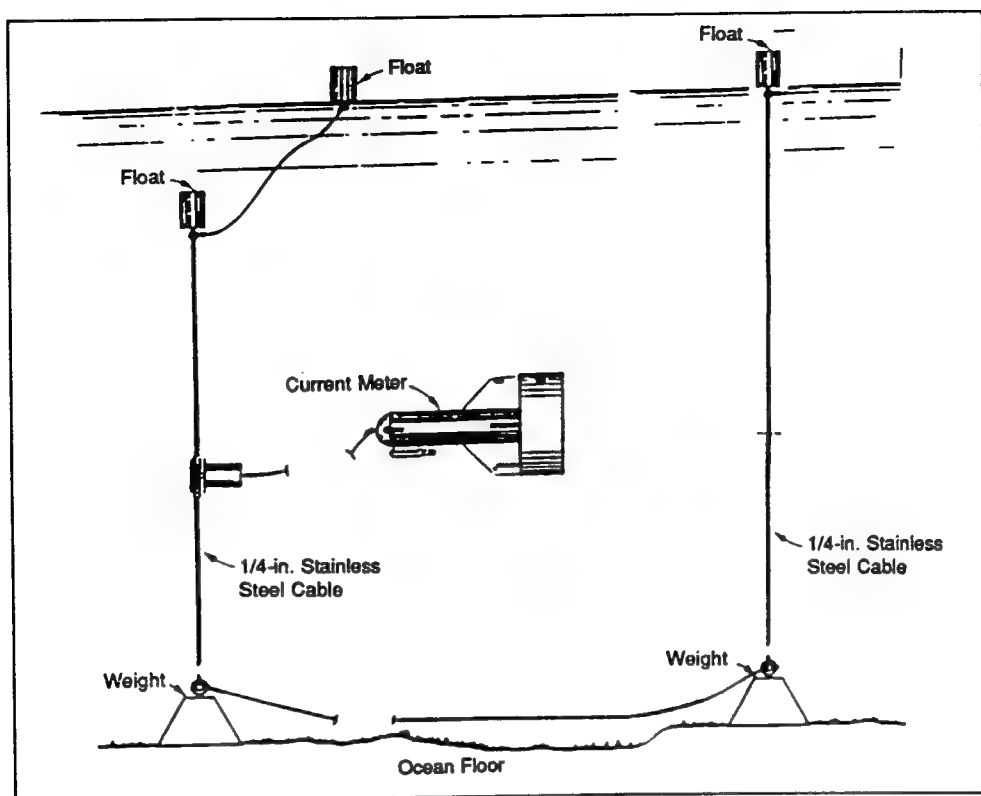 Float
Float
Float
Current Meter
1/4-in. Stainless
Steel Cable
1/4-in. Stainless
Steel Cable
Weight
Weight
Ocean Floor